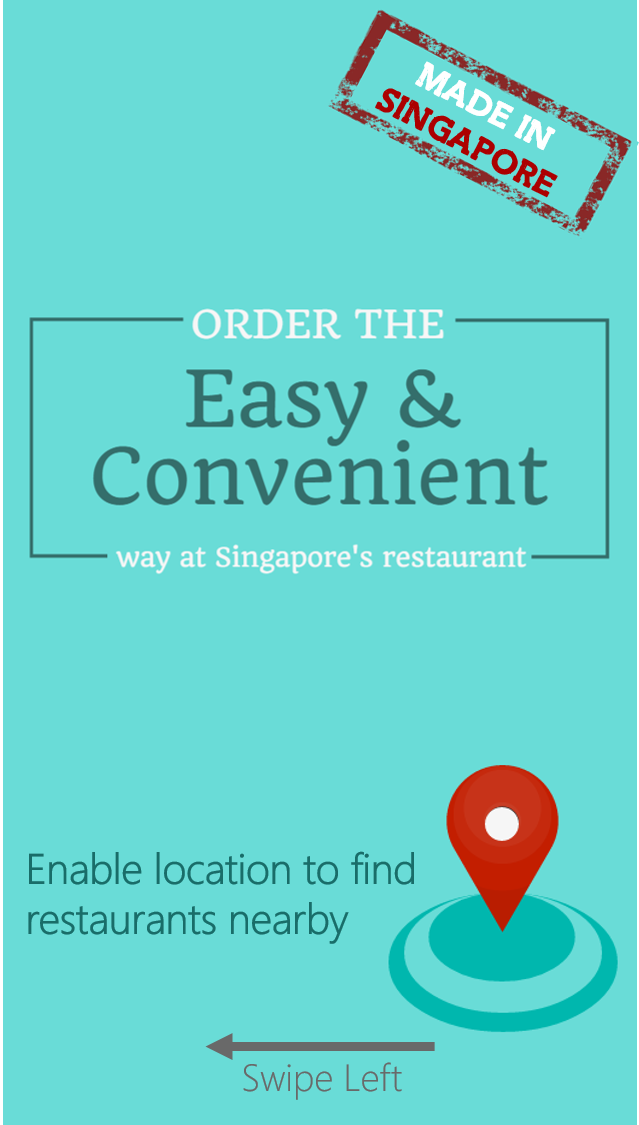 MADE IN
SINGAPORE
ORDER THE
Easy &
Convenient
way at Singapore's restaurant
Enable location to find
restaurants nearby
Swipe Left